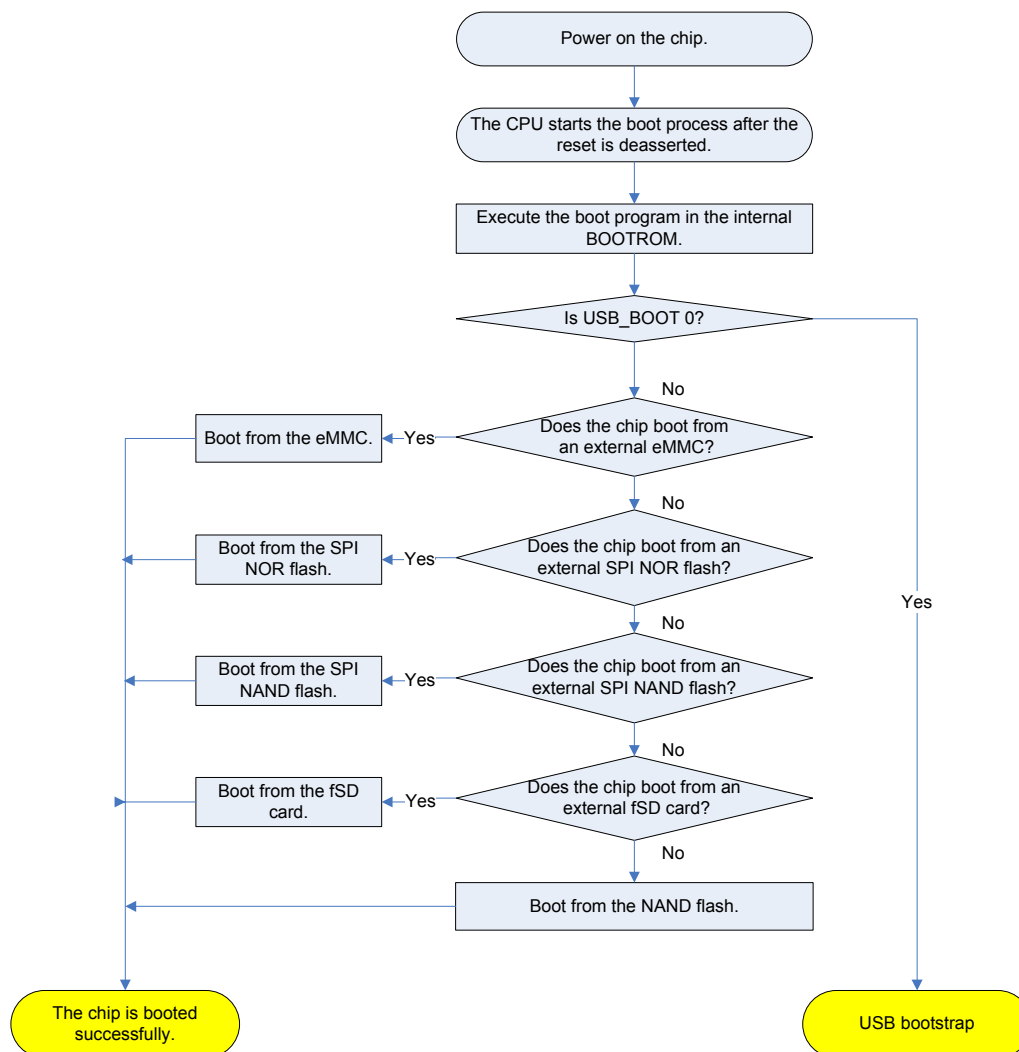 Power on the chip.
The CPU starts the boot process after the
reset is deasserted.
Execute the boot program in the internal
BOOTROM.
Is USB_BOOT 0?
No
Does the chip boot from
an external eMMC?
Yes
Boot from the eMMC.
No
Does the chip boot from an
external SPI NOR flash?
Yes
Boot from the SPI
NOR flash.
Yes
No
Does the chip boot from an
external SPI NAND flash?
Yes
Boot from the SPI
NAND flash.
No
Does the chip boot from an
external fSD card?
Yes
Boot from the fSD
card.
No
Boot from the NAND flash.
The chip is booted
successfully.
USB bootstrap